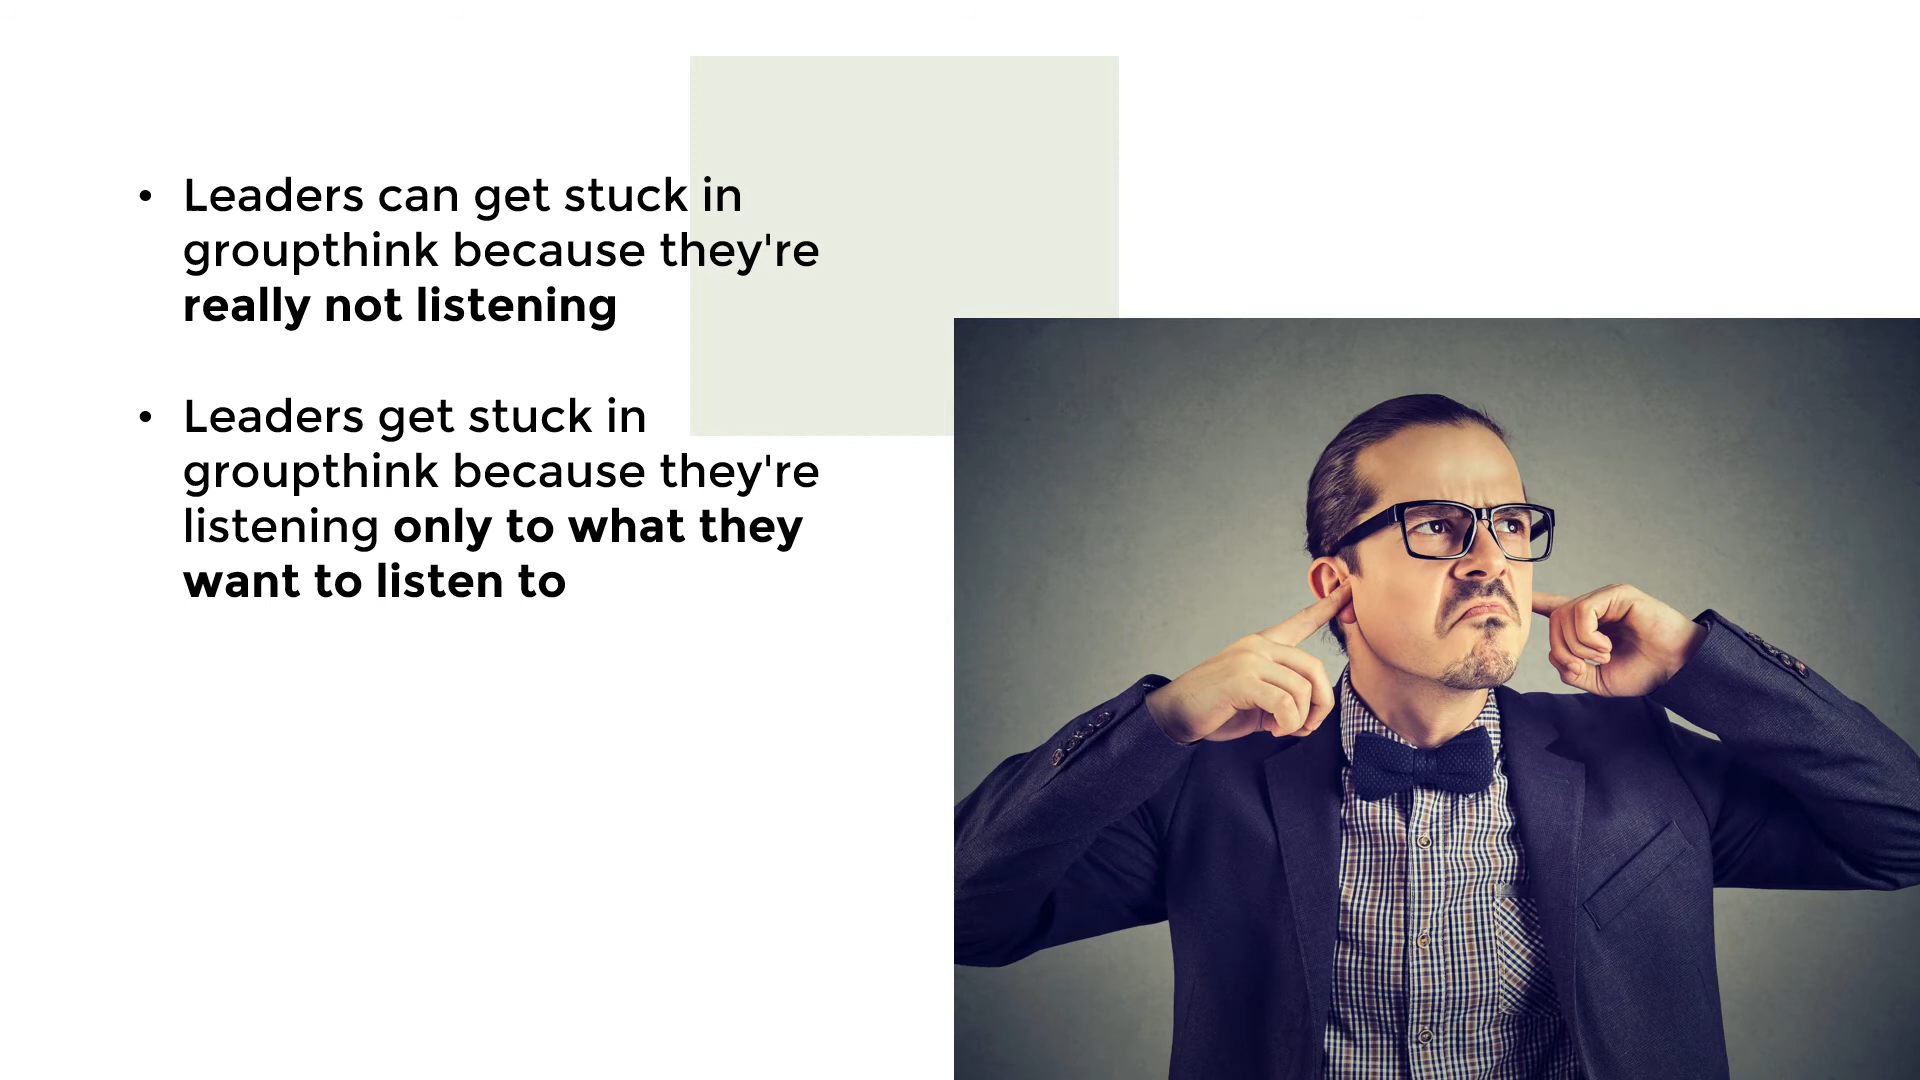 • Leaders can get stuck in
groupthink because they're
really not listening
• Leaders get stuck in
groupthink because they're
listening only to what they
want to listen to